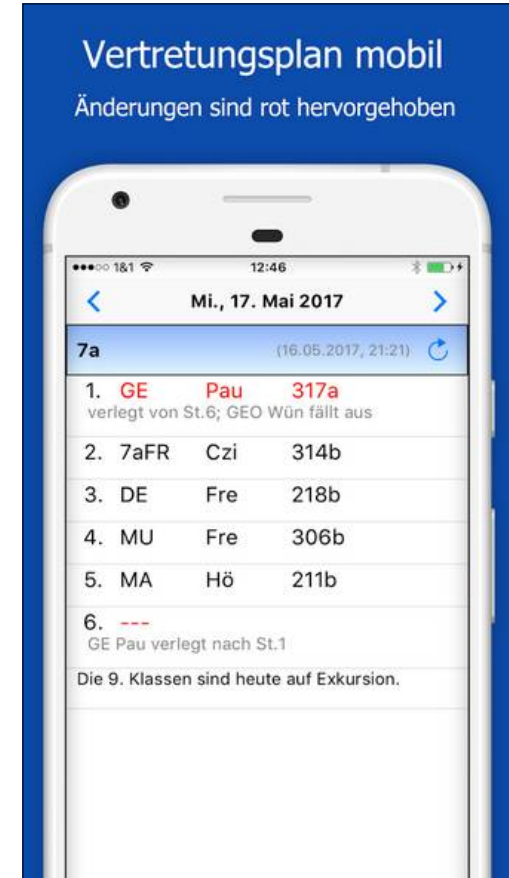 Vertretungsplan mobil
Änderungen sind rot hervorgehoben
1&1 12:46
Mi., 17. Mai 2017
7a (16.05.2017, 21:21)
1. GE Pau 317a
verlegt von St.6; GEO Wün fällt aus
2. 7aFR Czi 314b
3. DE Fre 218b
4. MU Fre 306b
5. MA Hö 211b
6. ---
GE Pau verlegt nach St.1
Die 9. Klassen sind heute auf Exkursion.